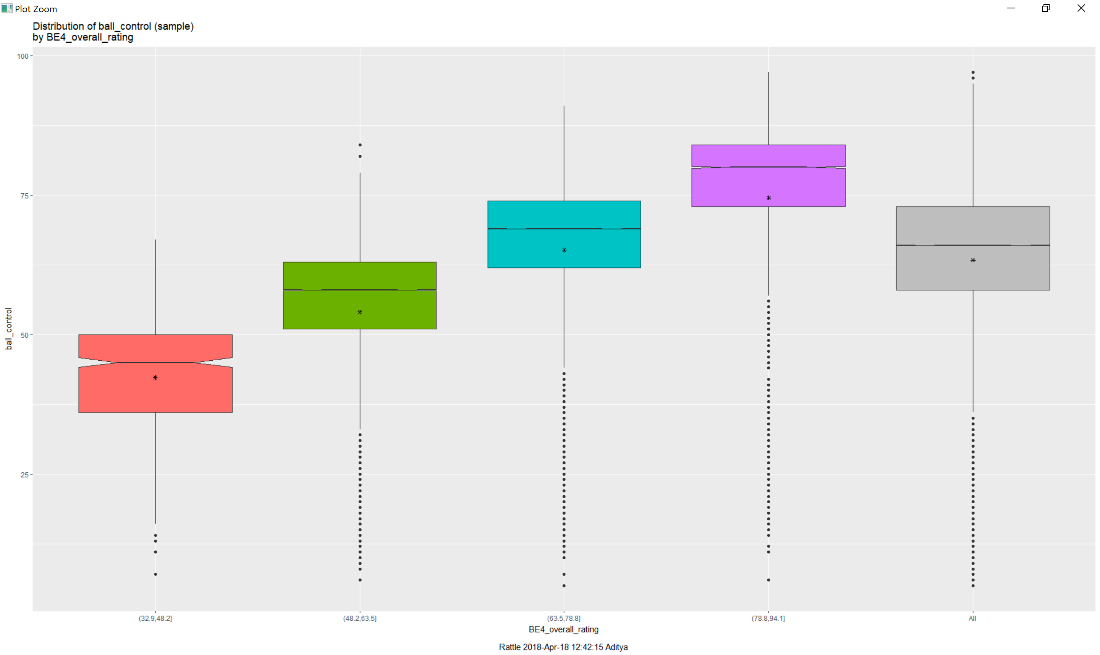 Plot Zoom
Distribution of ball_control (sample)
by BE4_overall_rating
100
75
50
25
ball_control
(32.9,48.2]
(48.2,63.5]
(63.5,78.8]
(78.8,94.1]
All
BE4_overall_rating
Rattle 2018-Apr-18 12:42:15 Aditya